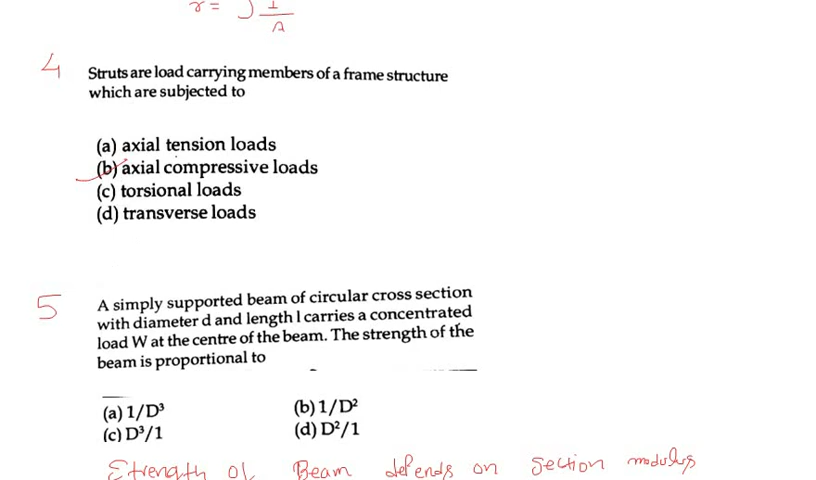 r = √ I
A
4
Struts are load carrying members of a frame structure
which are subjected to
(a) axial tension loads
(b) axial compressive loads
(c) torsional loads
(d) transverse loads
5
A simply supported beam of circular cross section
with diameter d and length l carries a concentrated
load W at the centre of the beam. The strength of the
beam is proportional to
(a) 1/D³ (b) 1/D²
(c) D³/1 (d) D²/1
Strength of Beam depends on section modulus